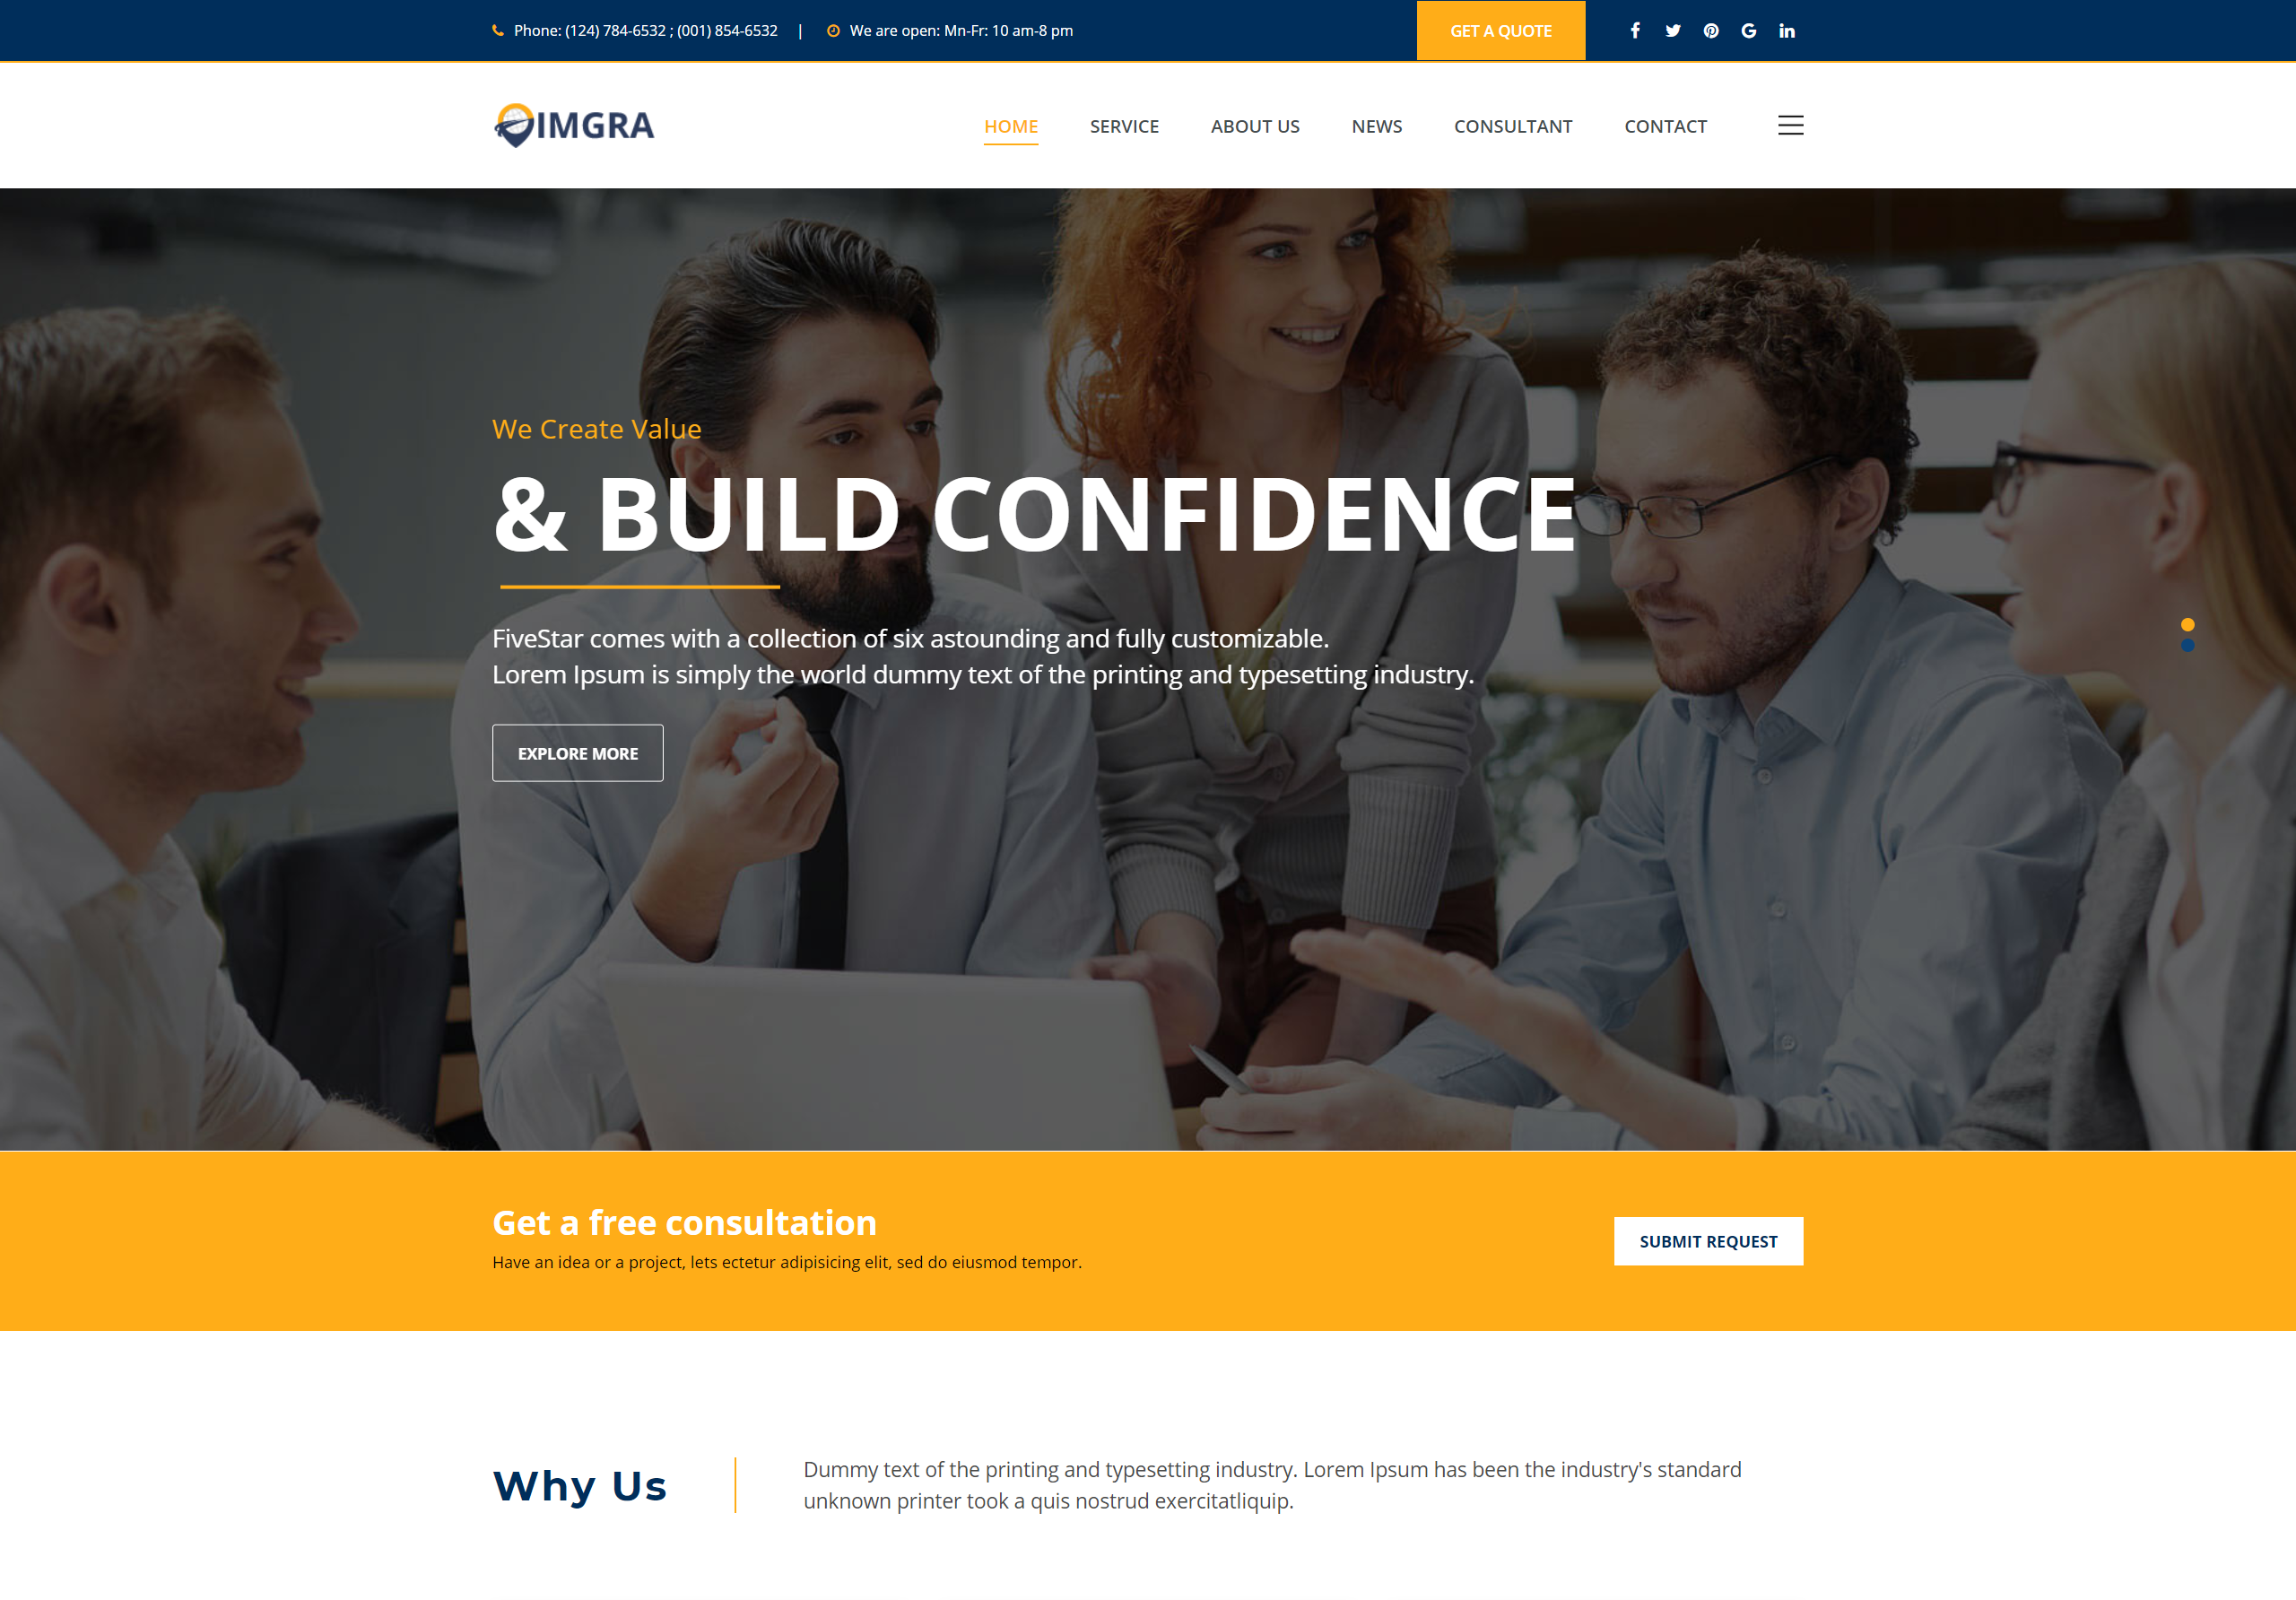 Phone: (124) 784-6532 ; (001) 854-6532 | We are open: Mn-Fr: 10 am-8 pm
GET A QUOTE
IMGRA
HOME SERVICE ABOUT US NEWS CONSULTANT CONTACT
We Create Value
& BUILD CONFIDENCE
FiveStar comes with a collection of six astounding and fully customizable.
Lorem Ipsum is simply the world dummy text of the printing and typesetting industry.
EXPLORE MORE
Get a free consultation
Have an idea or a project, lets ectetur adipisicing elit, sed do eiusmod tempor.
SUBMIT REQUEST
Why Us
Dummy text of the printing and typesetting industry. Lorem Ipsum has been the industry's standard
unknown printer took a quis nostrud exercitatliquip.